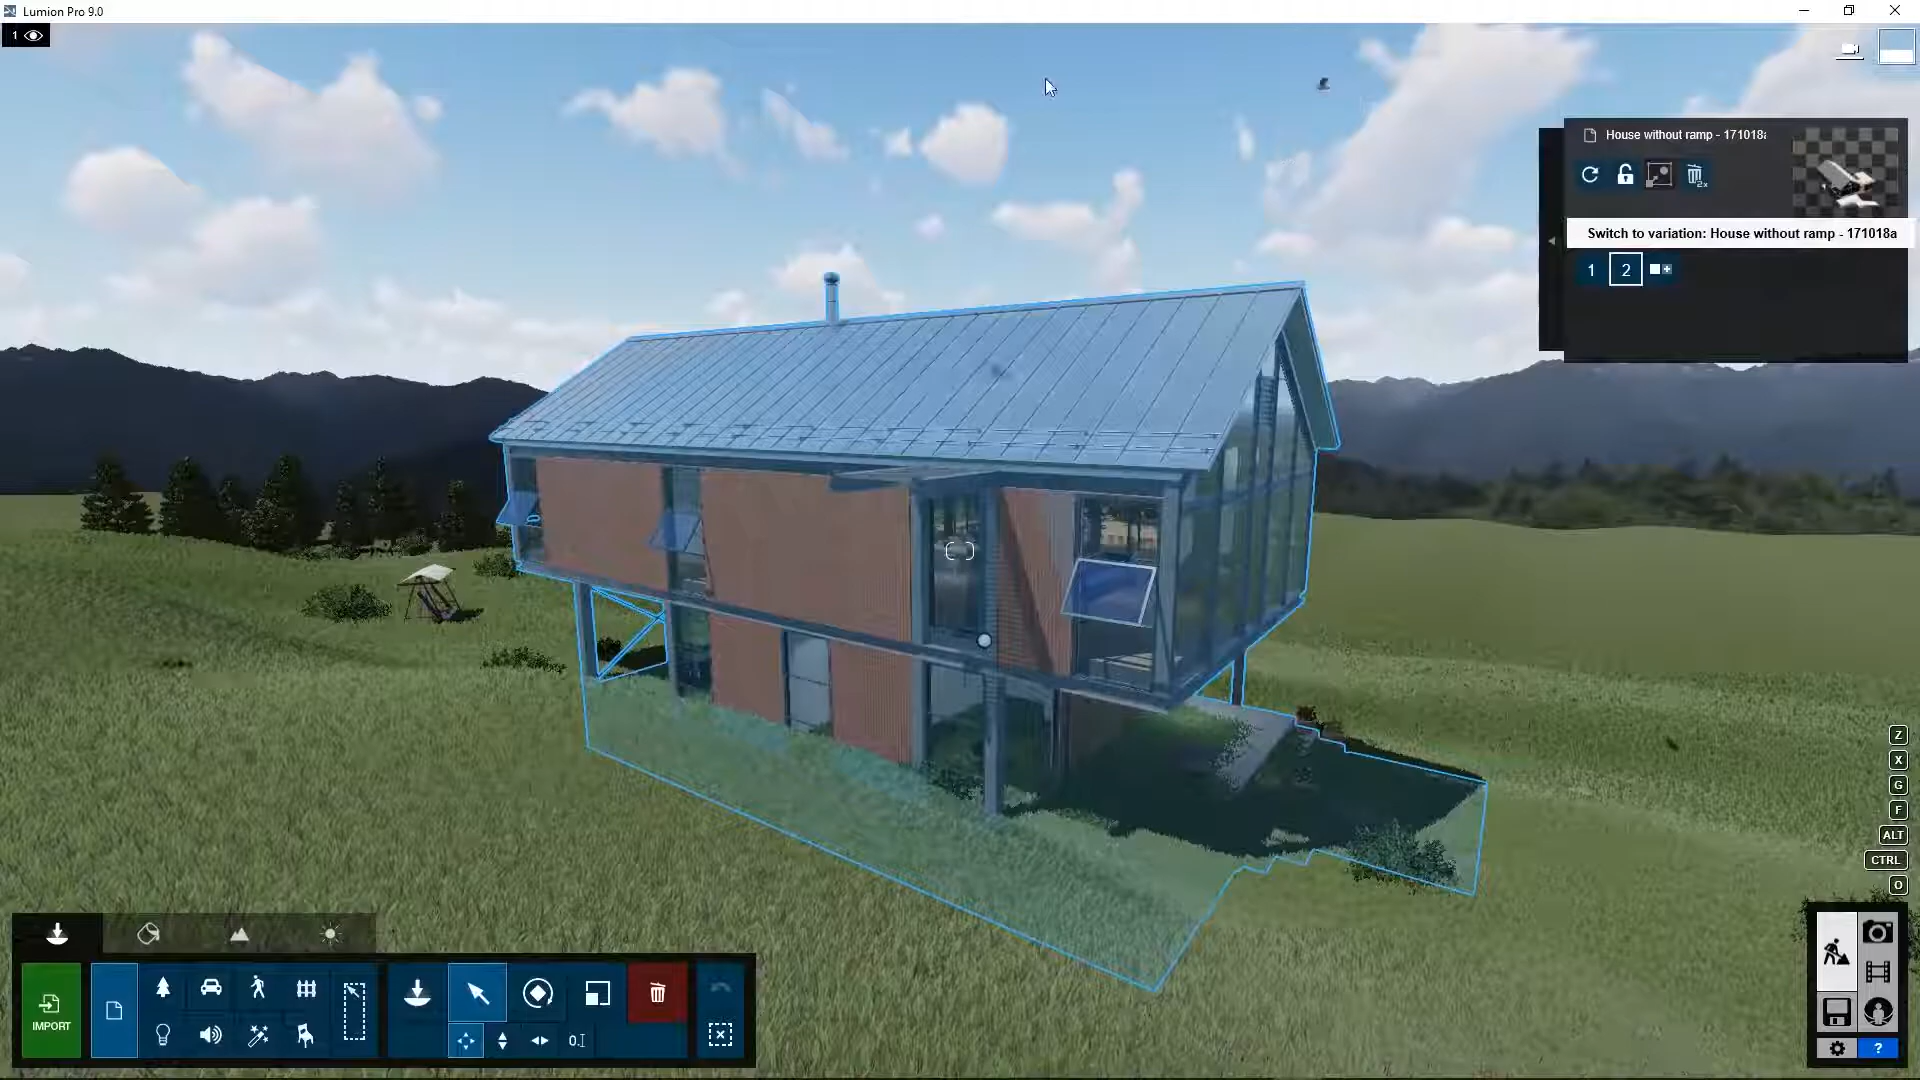 Lumion Pro 9.0
1
House without ramp - 171018a
2x
Switch to variation: House without ramp - 171018a
1
2
Z
X
G
F
ALT
CTRL
O
IMPORT
?